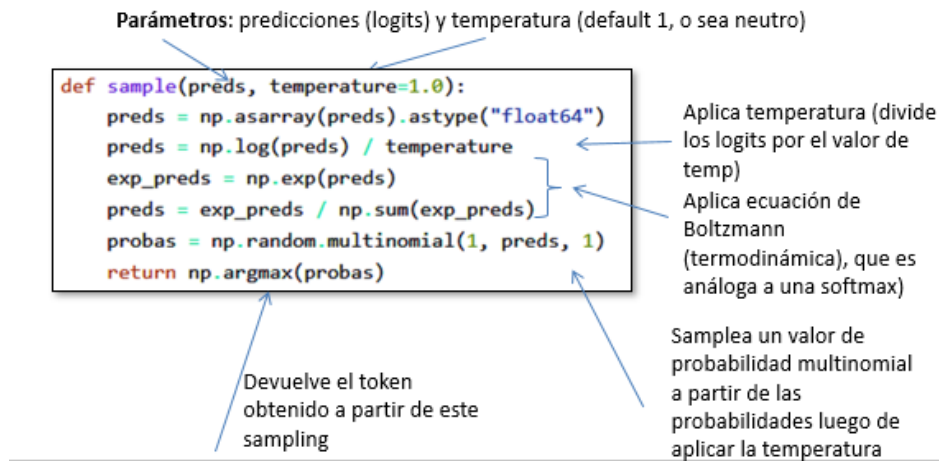 Parámetros: predicciones (logits) y temperatura (default 1, o sea neutro)
def sample(preds, temperature=1.0):
preds = np.asarray(preds).astype("float64")
preds = np.log(preds) / temperature
exp_preds = np.exp(preds)
preds = exp_preds / np.sum(exp_preds)
probas = np.random.multinomial(1, preds, 1)
return np.argmax(probas)
Aplica temperatura (divide
los logits por el valor de
temp)
Aplica ecuación de
Boltzmann
(termodinámica), que es
análoga a una softmax)
Samplea un valor de
probabilidad multinomial
a partir de las
probabilidades luego de
aplicar la temperatura
Devuelve el token
obtenido a partir de este
sampling